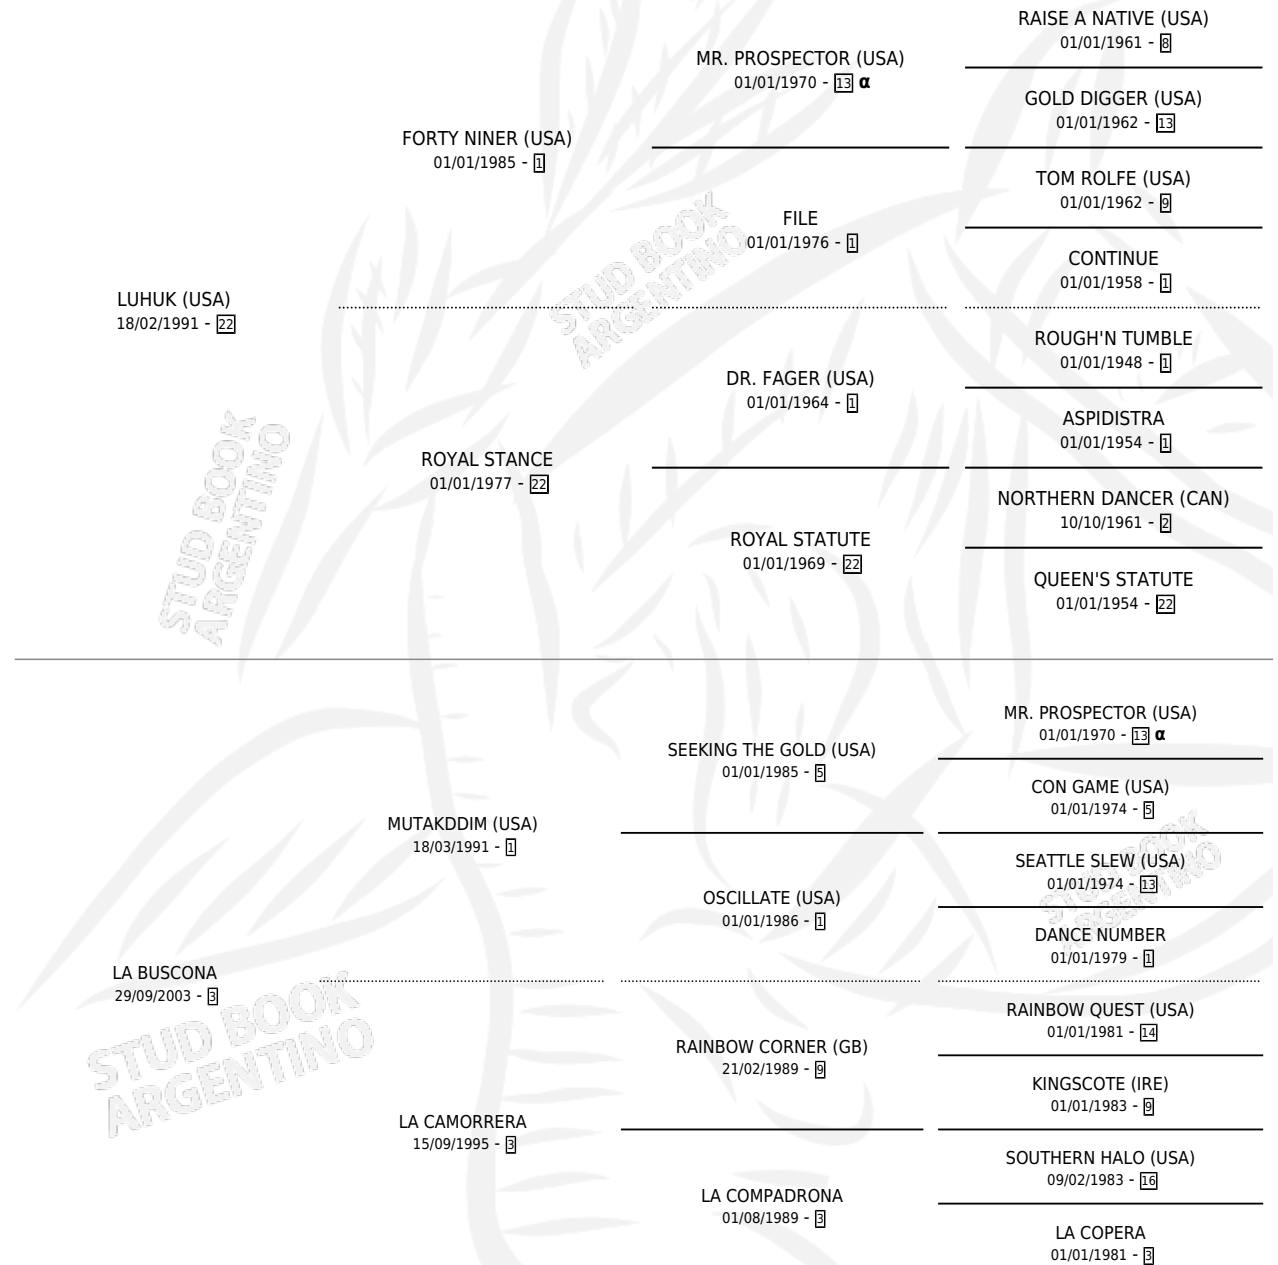 RAISE A NATIVE (USA)
01/01/1961 - 8
MR. PROSPECTOR (USA)
01/01/1970 - 13 α
GOLD DIGGER (USA)
01/01/1962 - 13
FORTY NINER (USA)
01/01/1985 - 1
TOM ROLFE (USA)
01/01/1962 - 9
FILE
01/01/1976 - 1
CONTINUE
01/01/1958 - 1
LUHUK (USA)
18/02/1991 - 22
STUD BOOK
ARGENTINO
ROUGH'N TUMBLE
01/01/1948 - 1
DR. FAGER (USA)
01/01/1964 - 1
ASPIDISTRA
01/01/1954 - 1
ROYAL STANCE
01/01/1977 - 22
NORTHERN DANCER (CAN)
10/10/1961 - 2
ROYAL STATUTE
01/01/1969 - 22
QUEEN'S STATUTE
01/01/1954 - 22
STUD BOOK
ARGENTINO
MR. PROSPECTOR (USA)
01/01/1970 - 13 α
SEEKING THE GOLD (USA)
01/01/1985 - 5
CON GAME (USA)
01/01/1974 - 5
MUTAKDDIM (USA)
18/03/1991 - 1
SEATTLE SLEW (USA)
01/01/1974 - 13
OSCILLATE (USA)
01/01/1986 - 1
DANCE NUMBER
01/01/1979 - 1
STUD BOOK
ARGENTINO
LA BUSCONA
29/09/2003 - 3
RAINBOW QUEST (USA)
01/01/1981 - 14
RAINBOW CORNER (GB)
21/02/1989 - 9
KINGSCOTE (IRE)
01/01/1983 - 9
STUD BOOK
ARGENTINO
LA CAMORRERA
15/09/1995 - 3
SOUTHERN HALO (USA)
09/02/1983 - 16
LA COMPADRONA
01/08/1989 - 3
LA COPERA
01/01/1981 - 3